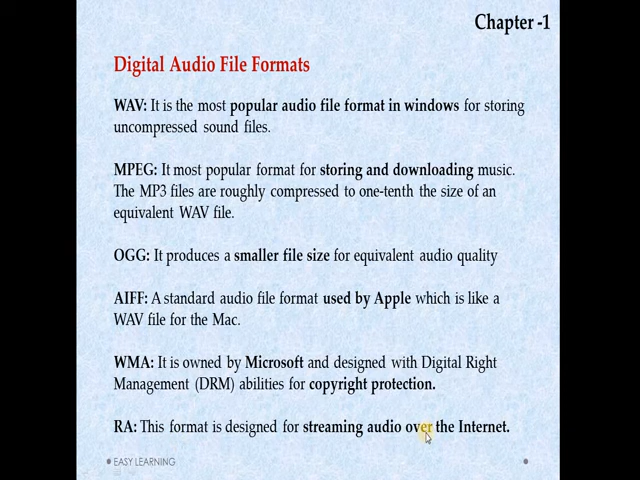 Chapter -1
Digital Audio File Formats
WAV: It is the most popular audio file format in windows for storing
uncompressed sound files.
MPEG: It most popular format for storing and downloading music.
The MP3 files are roughly compressed to one-tenth the size of an
equivalent WAV file.
OGG: It produces a smaller file size for equivalent audio quality
AIFF: A standard audio file format used by Apple which is like a
WAV file for the Mac.
WMA: It is owned by Microsoft and designed with Digital Right
Management (DRM) abilities for copyright protection.
RA: This format is designed for streaming audio over the Internet.
EASY LEARNING